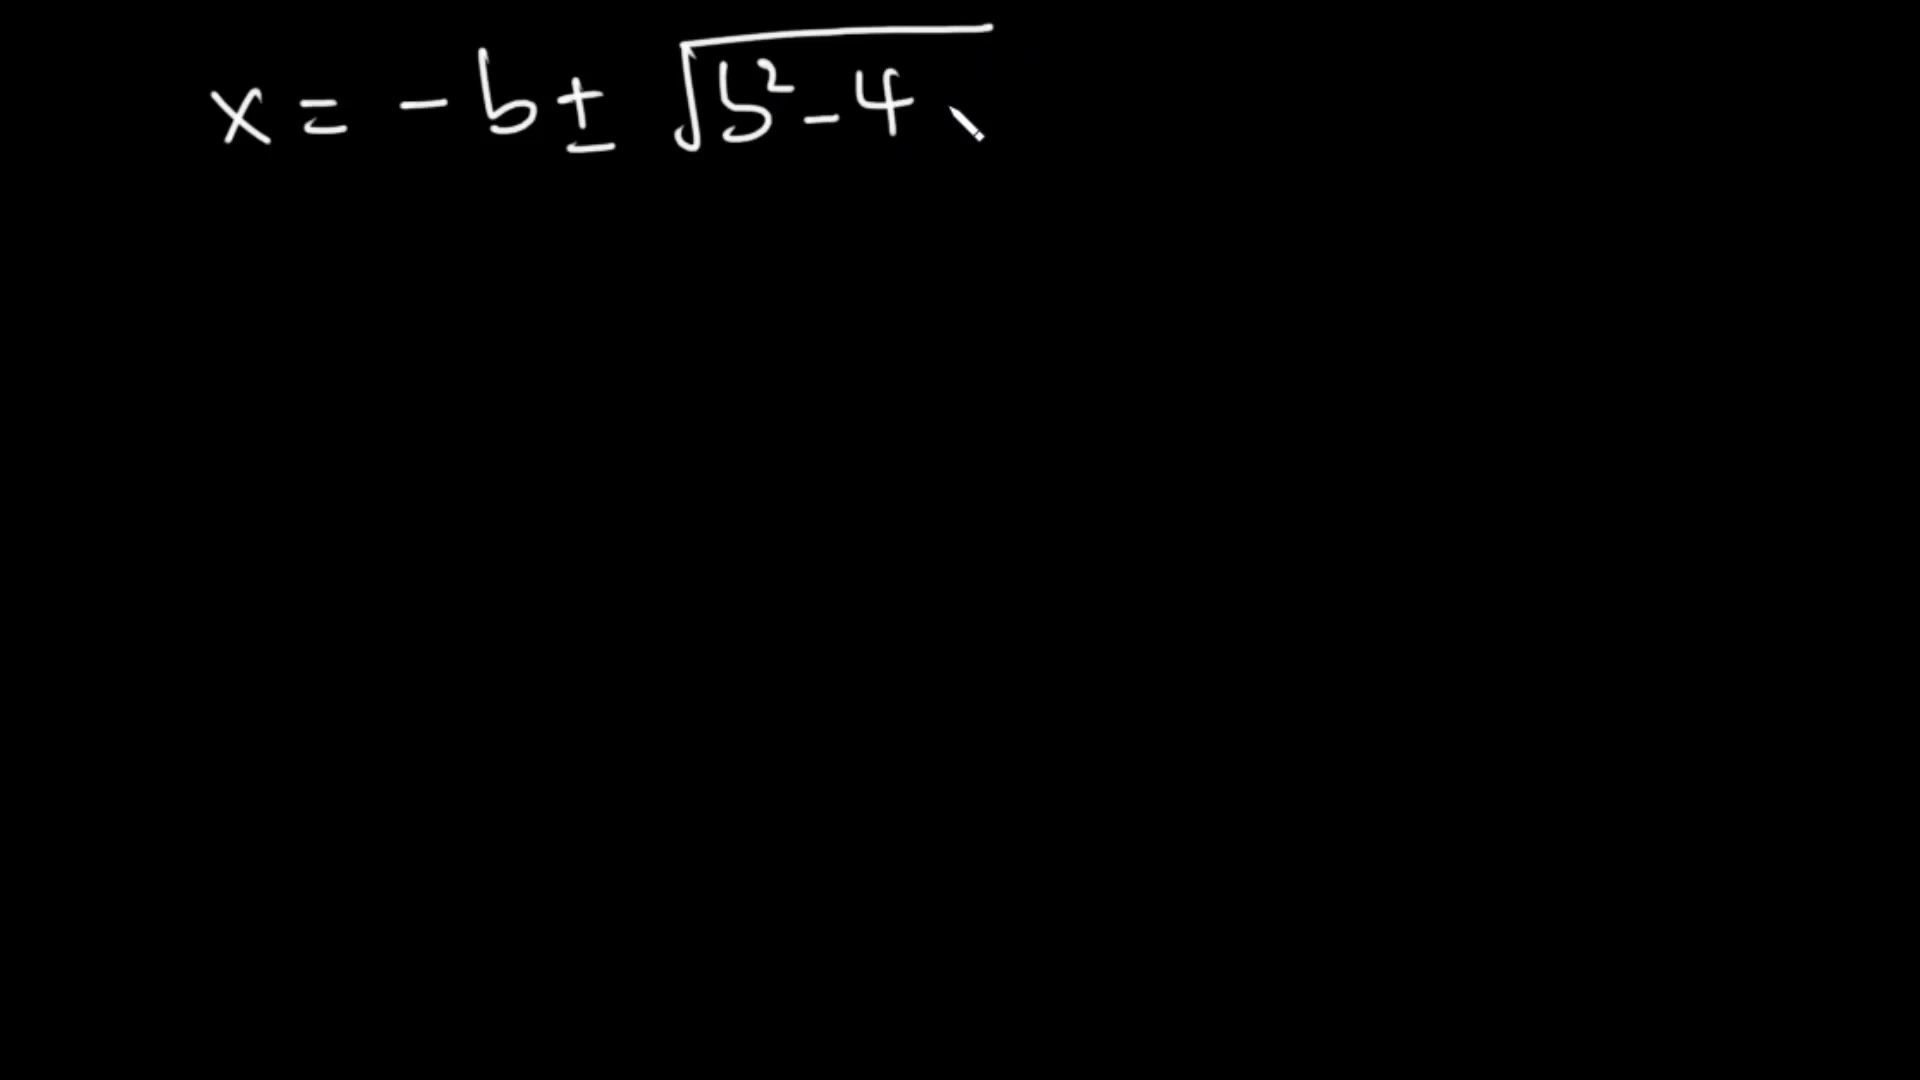 x = -b ± √b² - 4